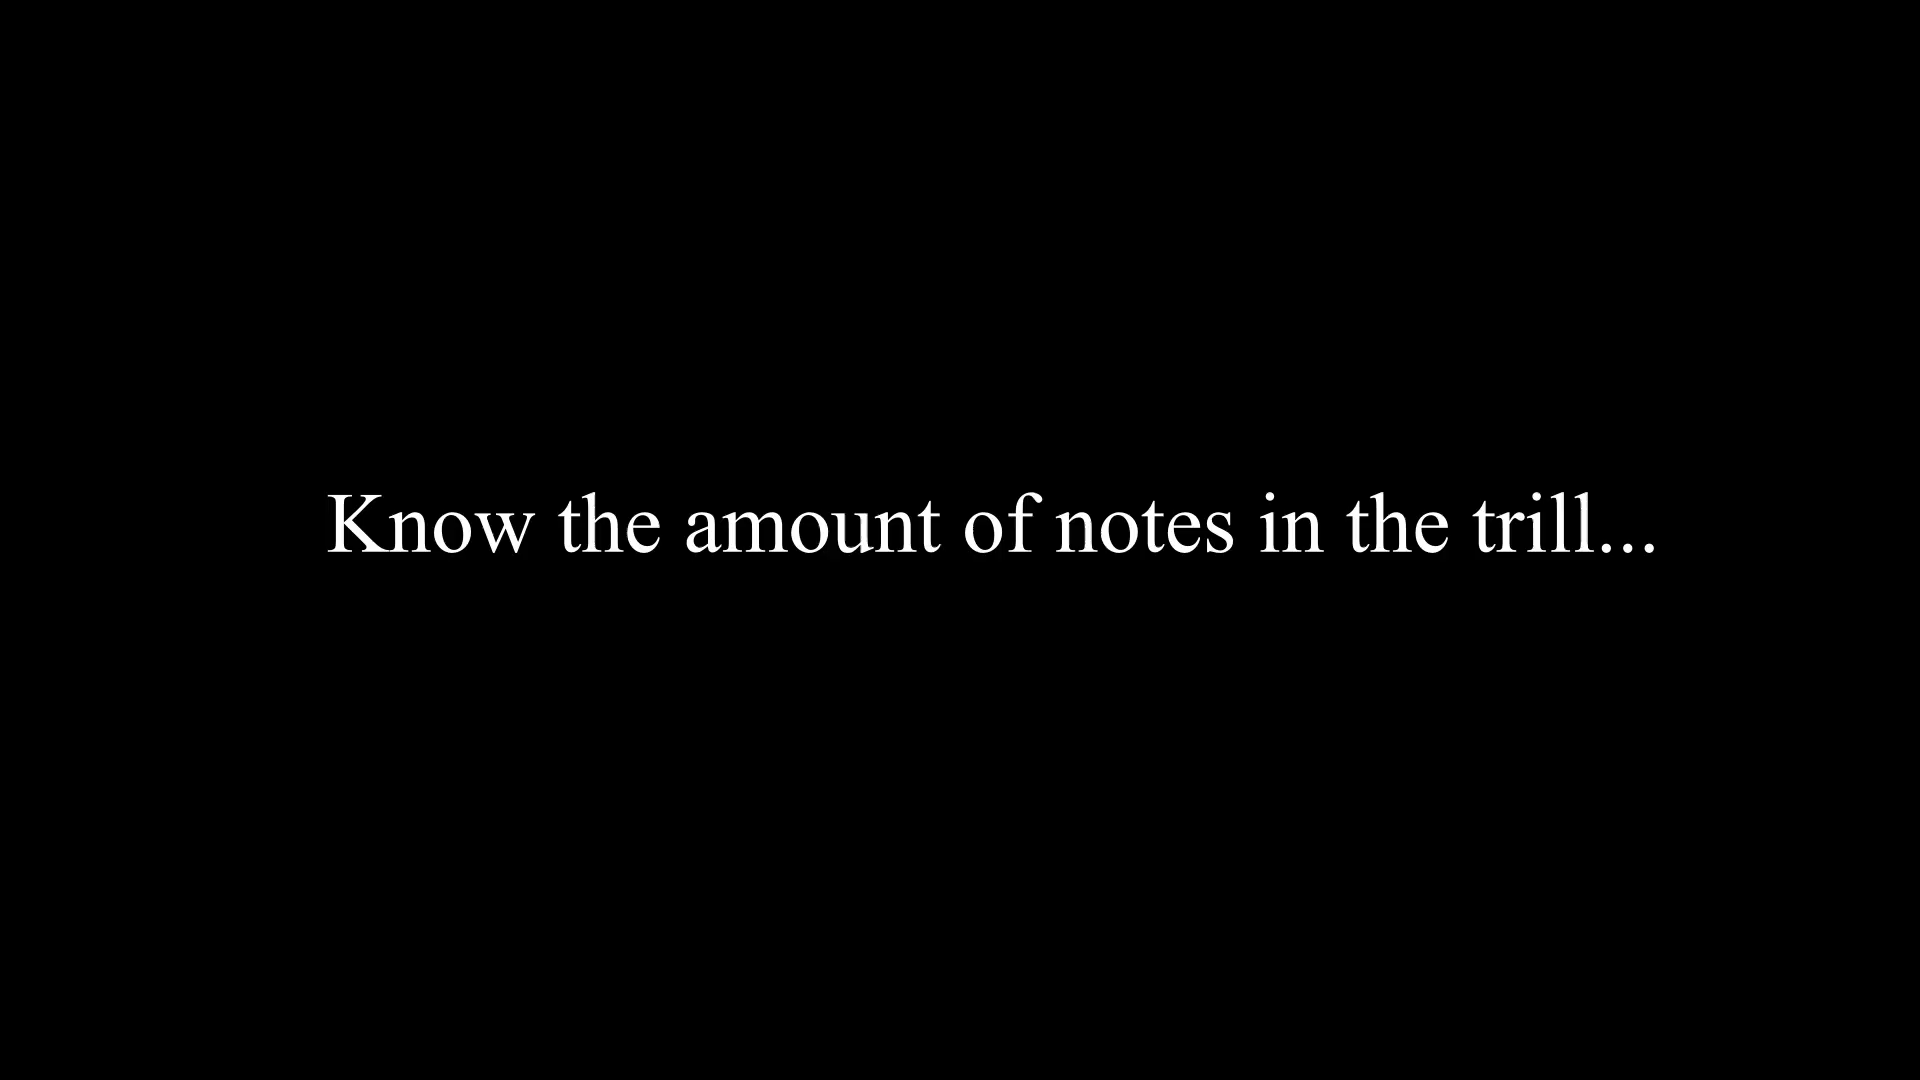 Know the amount of notes in the trill...